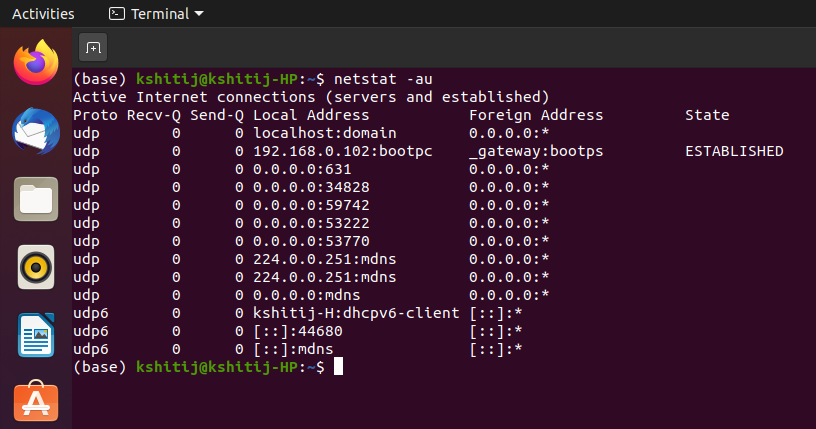 Activities Terminal
(base) kshitij@kshitij-HP:~$ netstat -au
Active Internet connections (servers and established)
Proto Recv-Q Send-Q Local Address Foreign Address State
udp 0 0 localhost:domain 0.0.0.0:*
udp 0 0 192.168.0.102:bootpc _gateway:bootps ESTABLISHED
udp 0 0 0.0.0.0:631 0.0.0.0:*
udp 0 0 0.0.0.0:34828 0.0.0.0:*
udp 0 0 0.0.0.0:59742 0.0.0.0:*
udp 0 0 0.0.0.0:53222 0.0.0.0:*
udp 0 0 0.0.0.0:53770 0.0.0.0:*
udp 0 0 224.0.0.251:mdns 0.0.0.0:*
udp 0 0 224.0.0.251:mdns 0.0.0.0:*
udp 0 0 0.0.0.0:mdns 0.0.0.0:*
udp6 0 0 kshitij-H:dhcpv6-client [::]:*
udp6 0 0 [::]:44680 [::]:*
udp6 0 0 [::]:mdns [::]:*
(base) kshitij@kshitij-HP:~$